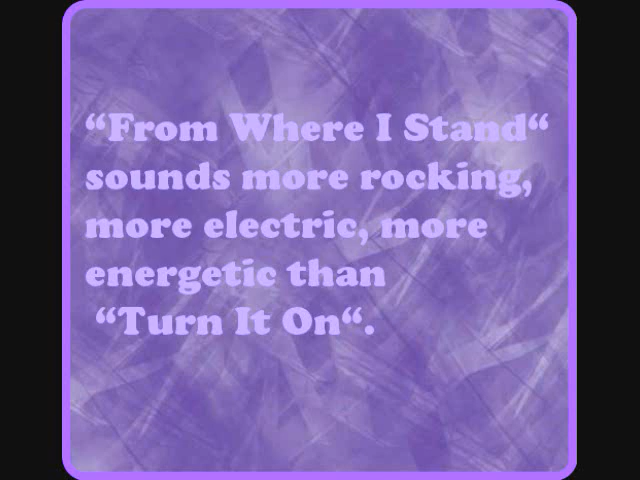 “From Where I Stand“
sounds more rocking,
more electric, more
energetic than
“Turn It On“.